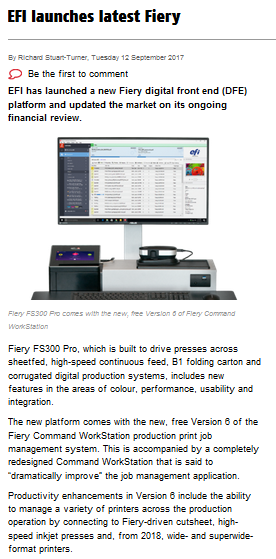 EFI launches latest Fiery
By Richard Stuart-Turner, Tuesday 12 September 2017
Be the first to comment
EFI has launched a new Fiery digital front end (DFE)
platform and updated the market on its ongoing
financial review.
efi
Fiery FS300 Pro comes with the new, free Version 6 of Fiery Command
WorkStation
Fiery FS300 Pro, which is built to drive presses across
sheetfed, high-speed continuous feed, B1 folding carton and
corrugated digital production systems, includes new
features in the areas of colour, performance, usability and
integration.
The new platform comes with the new, free Version 6 of the
Fiery Command WorkStation production print job
management system. This is accompanied by a completely
redesigned Command WorkStation that is said to
"dramatically improve" the job management application.
Productivity enhancements in Version 6 include the ability
to manage a variety of printers across the production
operation by connecting to Fiery-driven cutsheet, high-
speed inkjet presses and, from 2018, wide- and superwide-
format printers.